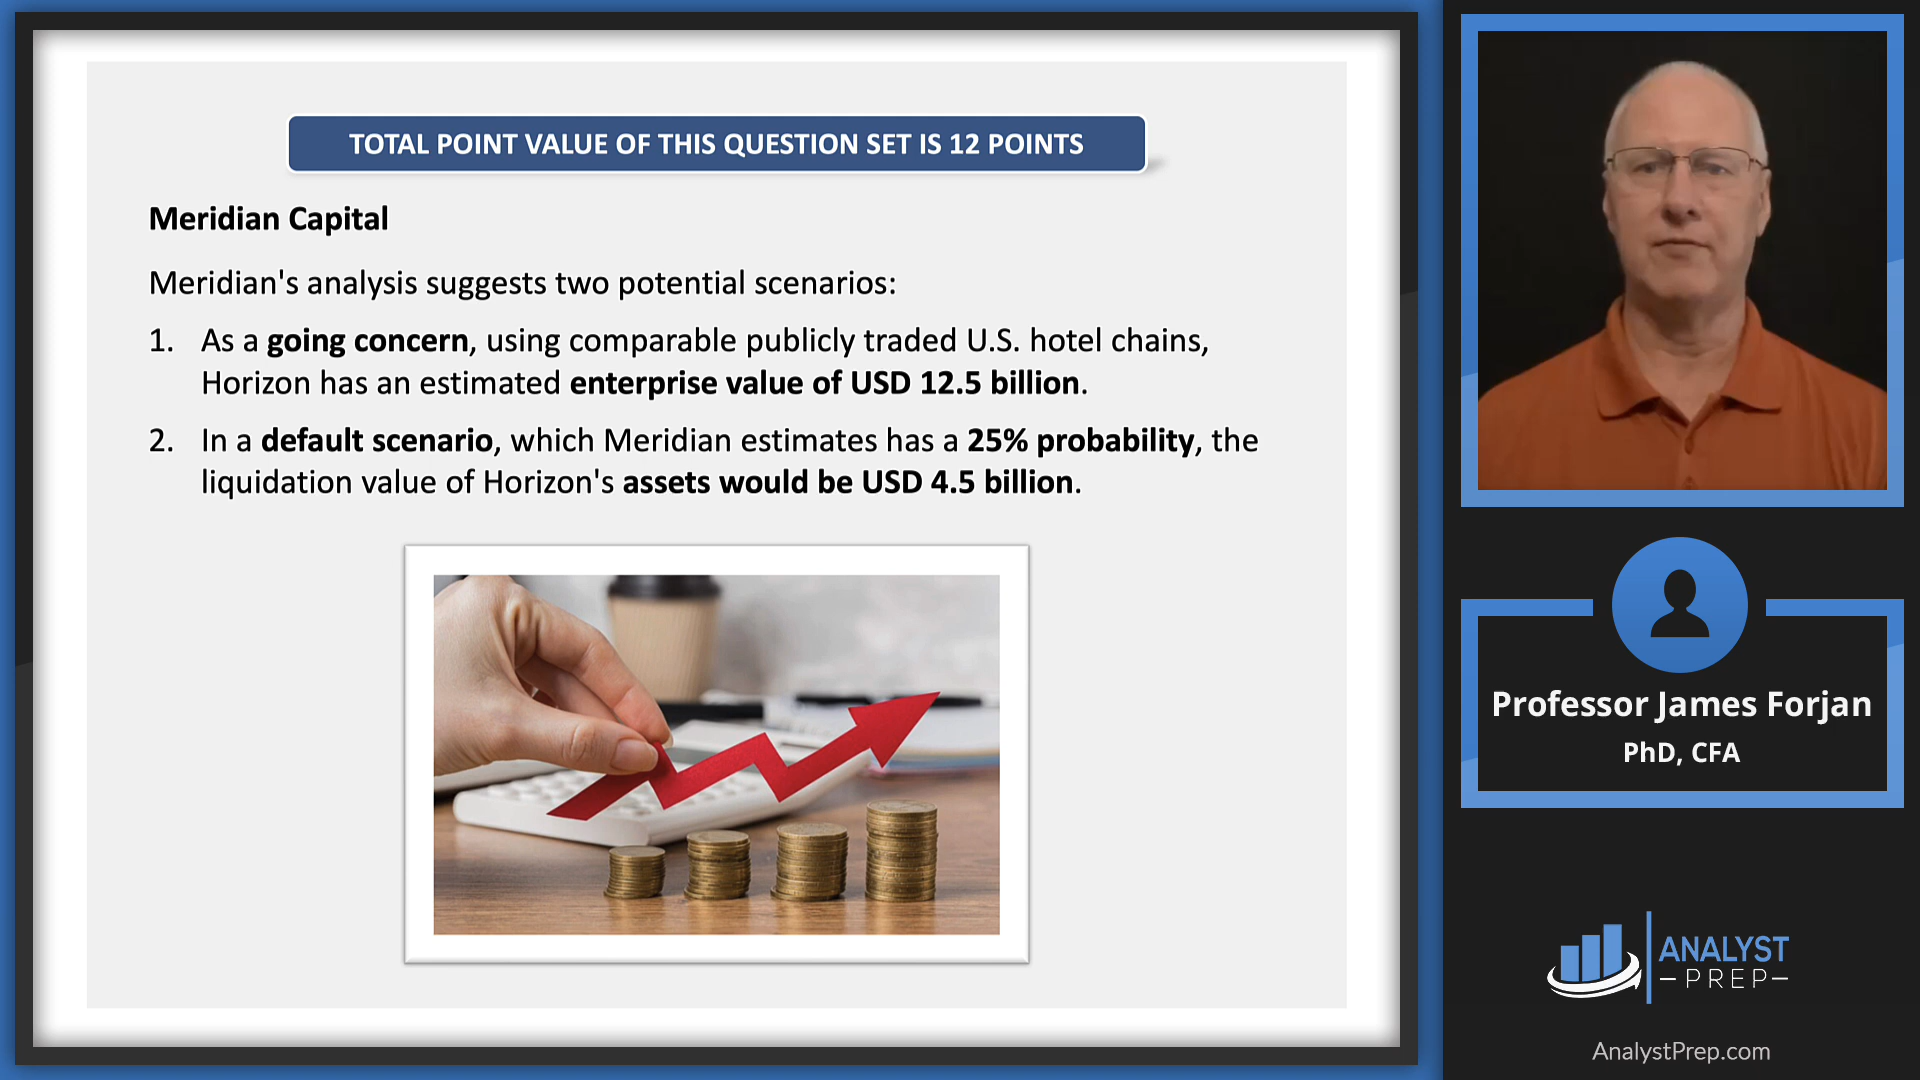 TOTAL POINT VALUE OF THIS QUESTION SET IS 12 POINTS
Meridian Capital
Meridian's analysis suggests two potential scenarios:
1. As a going concern, using comparable publicly traded U.S. hotel chains,
Horizon has an estimated enterprise value of USD 12.5 billion.
2. In a default scenario, which Meridian estimates has a 25% probability, the
liquidation value of Horizon's assets would be USD 4.5 billion.
Professor James Forjan
PhD, CFA
ANALYST
PREP
AnalystPrep.com